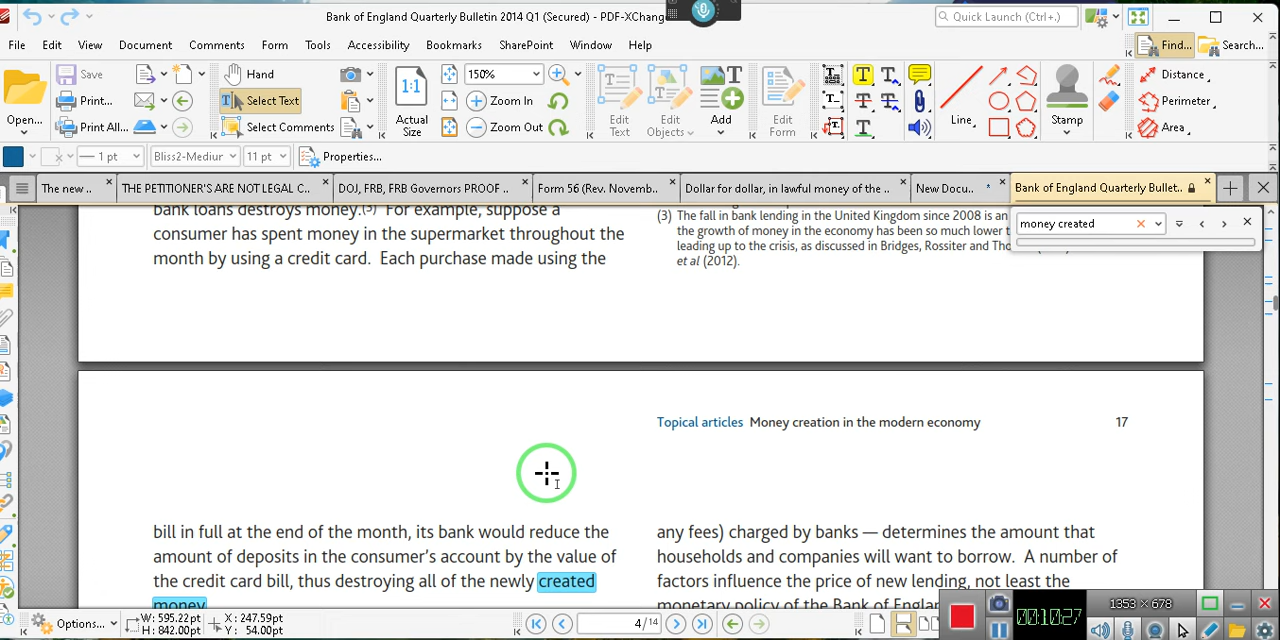 Bank of England Quarterly Bulletin 2014 Q1 (Secured) - PDF-XChang
Quick Launch (Ctrl+.)
File Edit View Document Comments Form Tools Accessibility Bookmarks SharePoint Window Help
Find... Search...
Open...
Save
Print...
Print All...
Hand
Select Text
Select Comments
1:1
Actual
Size
150%
Zoom In
Zoom Out
Edit
Text
Edit
Objects
Add
Edit
Form
Line
Stamp
Distance
Perimeter
Area
1 pt
Bliss2-Mediur
11 pt
Properties...
The new ..
THE PETITIONER'S ARE NOT LEGAL C...
DOJ, FRB, FRB Governors PROOF ..
Form 56 (Rev. Novemb..
Dollar for dollar, in lawful money of the ..
New Docu.. *
Bank of England Quarterly Bullet..
money created
bank loans destroys money.(3) For example, suppose a
consumer has spent money in the supermarket throughout the
month by using a credit card. Each purchase made using the
(3) The fall in bank lending in the United Kingdom since 2008 is an
the growth of money in the economy has been so much lower t
leading up to the crisis, as discussed in Bridges, Rossiter and Tho
et al (2012).
Topical articles Money creation in the modern economy 17
bill in full at the end of the month, its bank would reduce the
amount of deposits in the consumer's account by the value of
the credit card bill, thus destroying all of the newly created
money
any fees) charged by banks — determines the amount that
households and companies will want to borrow. A number of
factors influence the price of new lending, not least the
monetary policy of the Bank of Englan
Options...
W: 595.22pt
H: 842.00pt
X: 247.59pt
Y: 54.00pt
4 / 14
00:10:27
1353 × 678